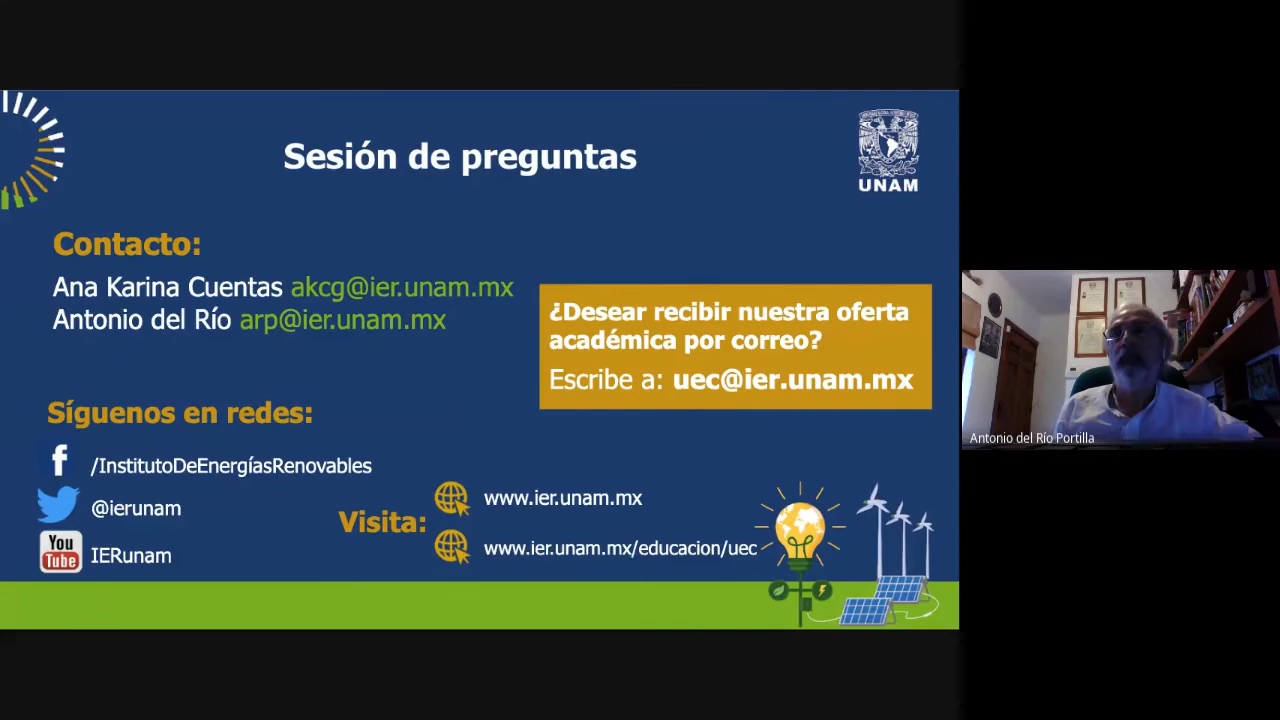 Sesión de preguntas
UNAM
Contacto:
Ana Karina Cuentas akcg@ier.unam.mx
Antonio del Río arp@ier.unam.mx
¿Desear recibir nuestra oferta
académica por correo?
Escribe a: uec@ier.unam.mx
Síguenos en redes:
f /InstitutoDeEnergíasRenovables
@ierunam
You
Tube IERunam
Visita:
www.ier.unam.mx
www.ier.unam.mx/educacion/uec
Antonio del Río Portilla